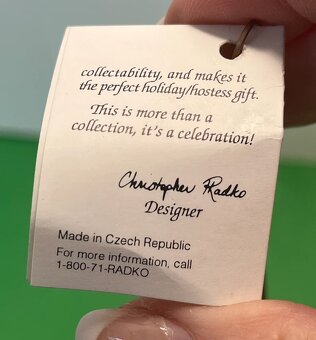 collectability, and makes it
the perfect holiday/hostess gift.
This is more than a
collection, it's a celebration!
Christopher Radko
Designer
Made in Czech Republic
For more information, call
1-800-71-RADKO